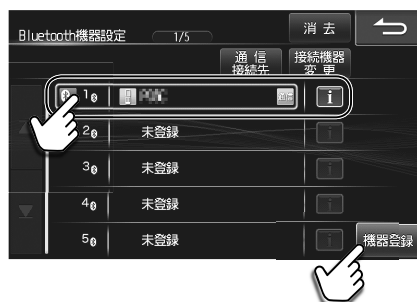 Bluetooth機器設定 1/5 消去
通信接続先 接続機器変更
1
2 未登録
3 未登録
4 未登録
5 未登録
機器登録